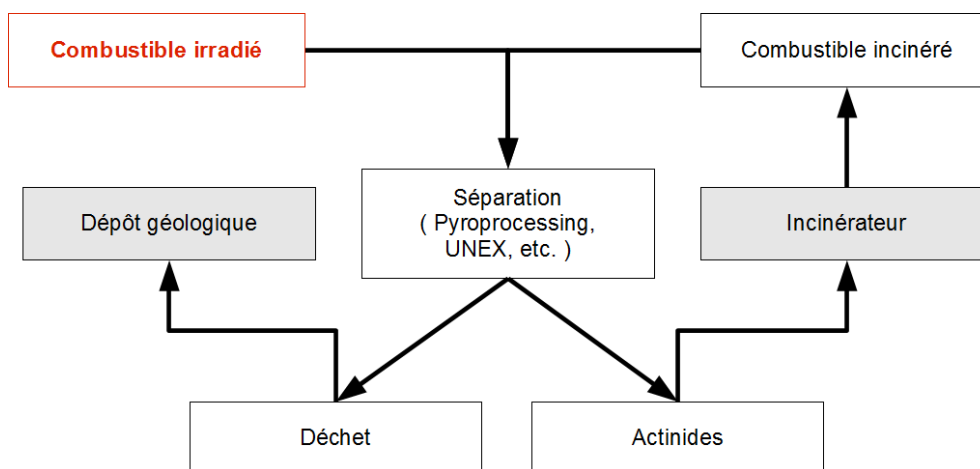 Combustible irradié
Combustible incinéré
Séparation
( Pyroprocessing,
UNEX, etc. )
Dépôt géologique
Incinérateur
Déchet
Actinides